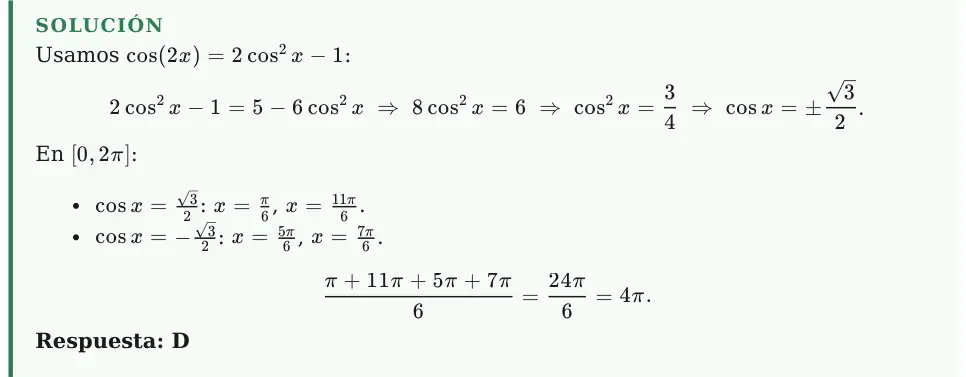 SOLUCIÓN
Usamos cos(2x) = 2 cos² x − 1:
2 cos² x − 1 = 5 − 6 cos² x ⇒ 8 cos² x = 6 ⇒ cos² x = 3/4 ⇒ cos x = ±√3/2.
En [0, 2π]:
• cos x = √3/2: x = π/6, x = 11π/6.
• cos x = −√3/2: x = 5π/6, x = 7π/6.
(π + 11π + 5π + 7π)/6 = 24π/6 = 4π.
Respuesta: D